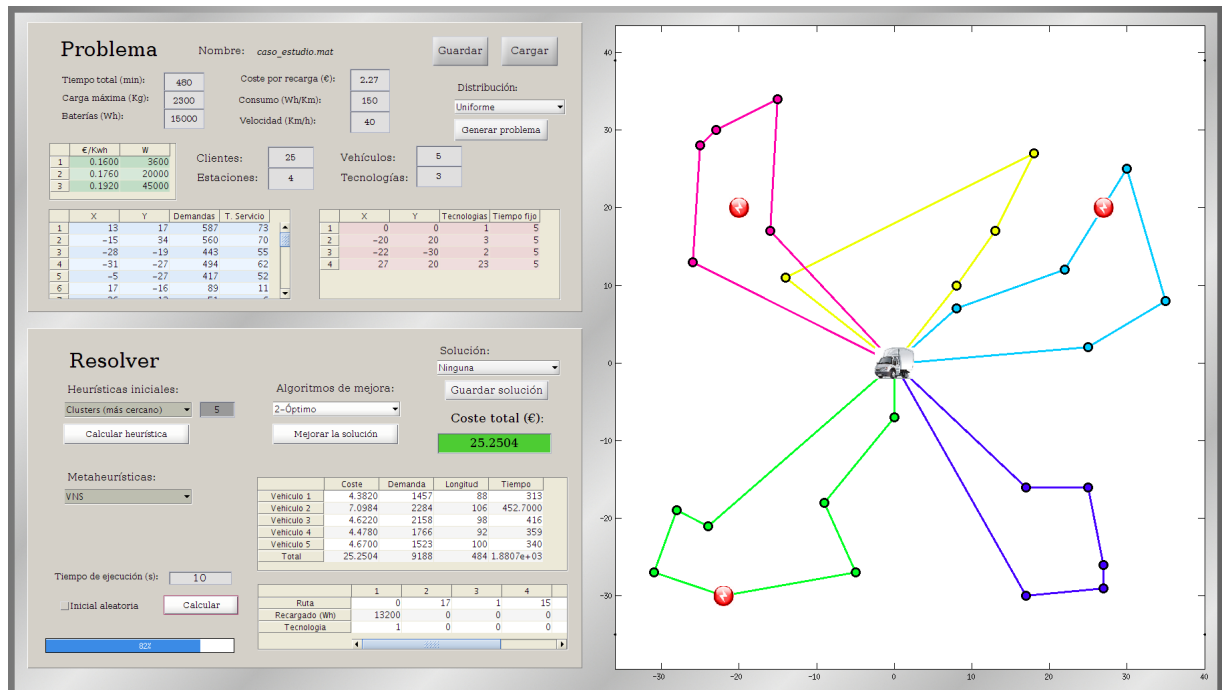 Problema Nombre: caso_estudio.mat Guardar Cargar
Tiempo total (min): 480 Coste por recarga (€): 2.27
Carga máxima (Kg): 2300 Consumo (Wh/Km): 150
Baterías (Wh): 15000 Velocidad (Km/h): 40
Distribución:
Uniforme
Generar problema
€/Kwh W
1 0.1600 3600
2 0.1760 20000
3 0.1920 45000
Clientes: 25 Vehículos: 5
Estaciones: 4 Tecnologías: 3
X Y Demandas T. Servicio
1 13 17 587 73
2 -15 34 560 70
3 -28 -19 443 55
4 -31 -27 494 62
5 -5 -27 417 52
6 17 -16 89 11
X Y Tecnologias Tiempo fijo
1 0 0 1 5
2 -20 20 3 5
3 -22 -30 2 5
4 27 20 23 5
Resolver
Heurísticas iniciales:
Clusters (más cercano) 5
Calcular heurística
Algoritmos de mejora:
2-Óptimo
Mejorar la solución
Solución:
Ninguna
Guardar solución
Coste total (€):
25.2504
Metaheurísticas:
VNS
Coste Demanda Longitud Tiempo
Vehiculo 1 4.3820 1457 88 313
Vehiculo 2 7.0984 2284 106 452.7000
Vehiculo 3 4.6220 2158 98 416
Vehiculo 4 4.4780 1766 92 359
Vehiculo 5 4.6700 1523 100 340
Total 25.2504 9188 484 1.8807e+03
Tiempo de ejecución (s): 10
Inicial aleatoria Calcular
82%
1 2 3 4
Ruta 0 17 1 15
Recargado (Wh) 13200 0 0 0
Tecnologia 1 0 0 0
40
30
20
10
0
-10
-20
-30
-30 -20 -10 0 10 20 30 40